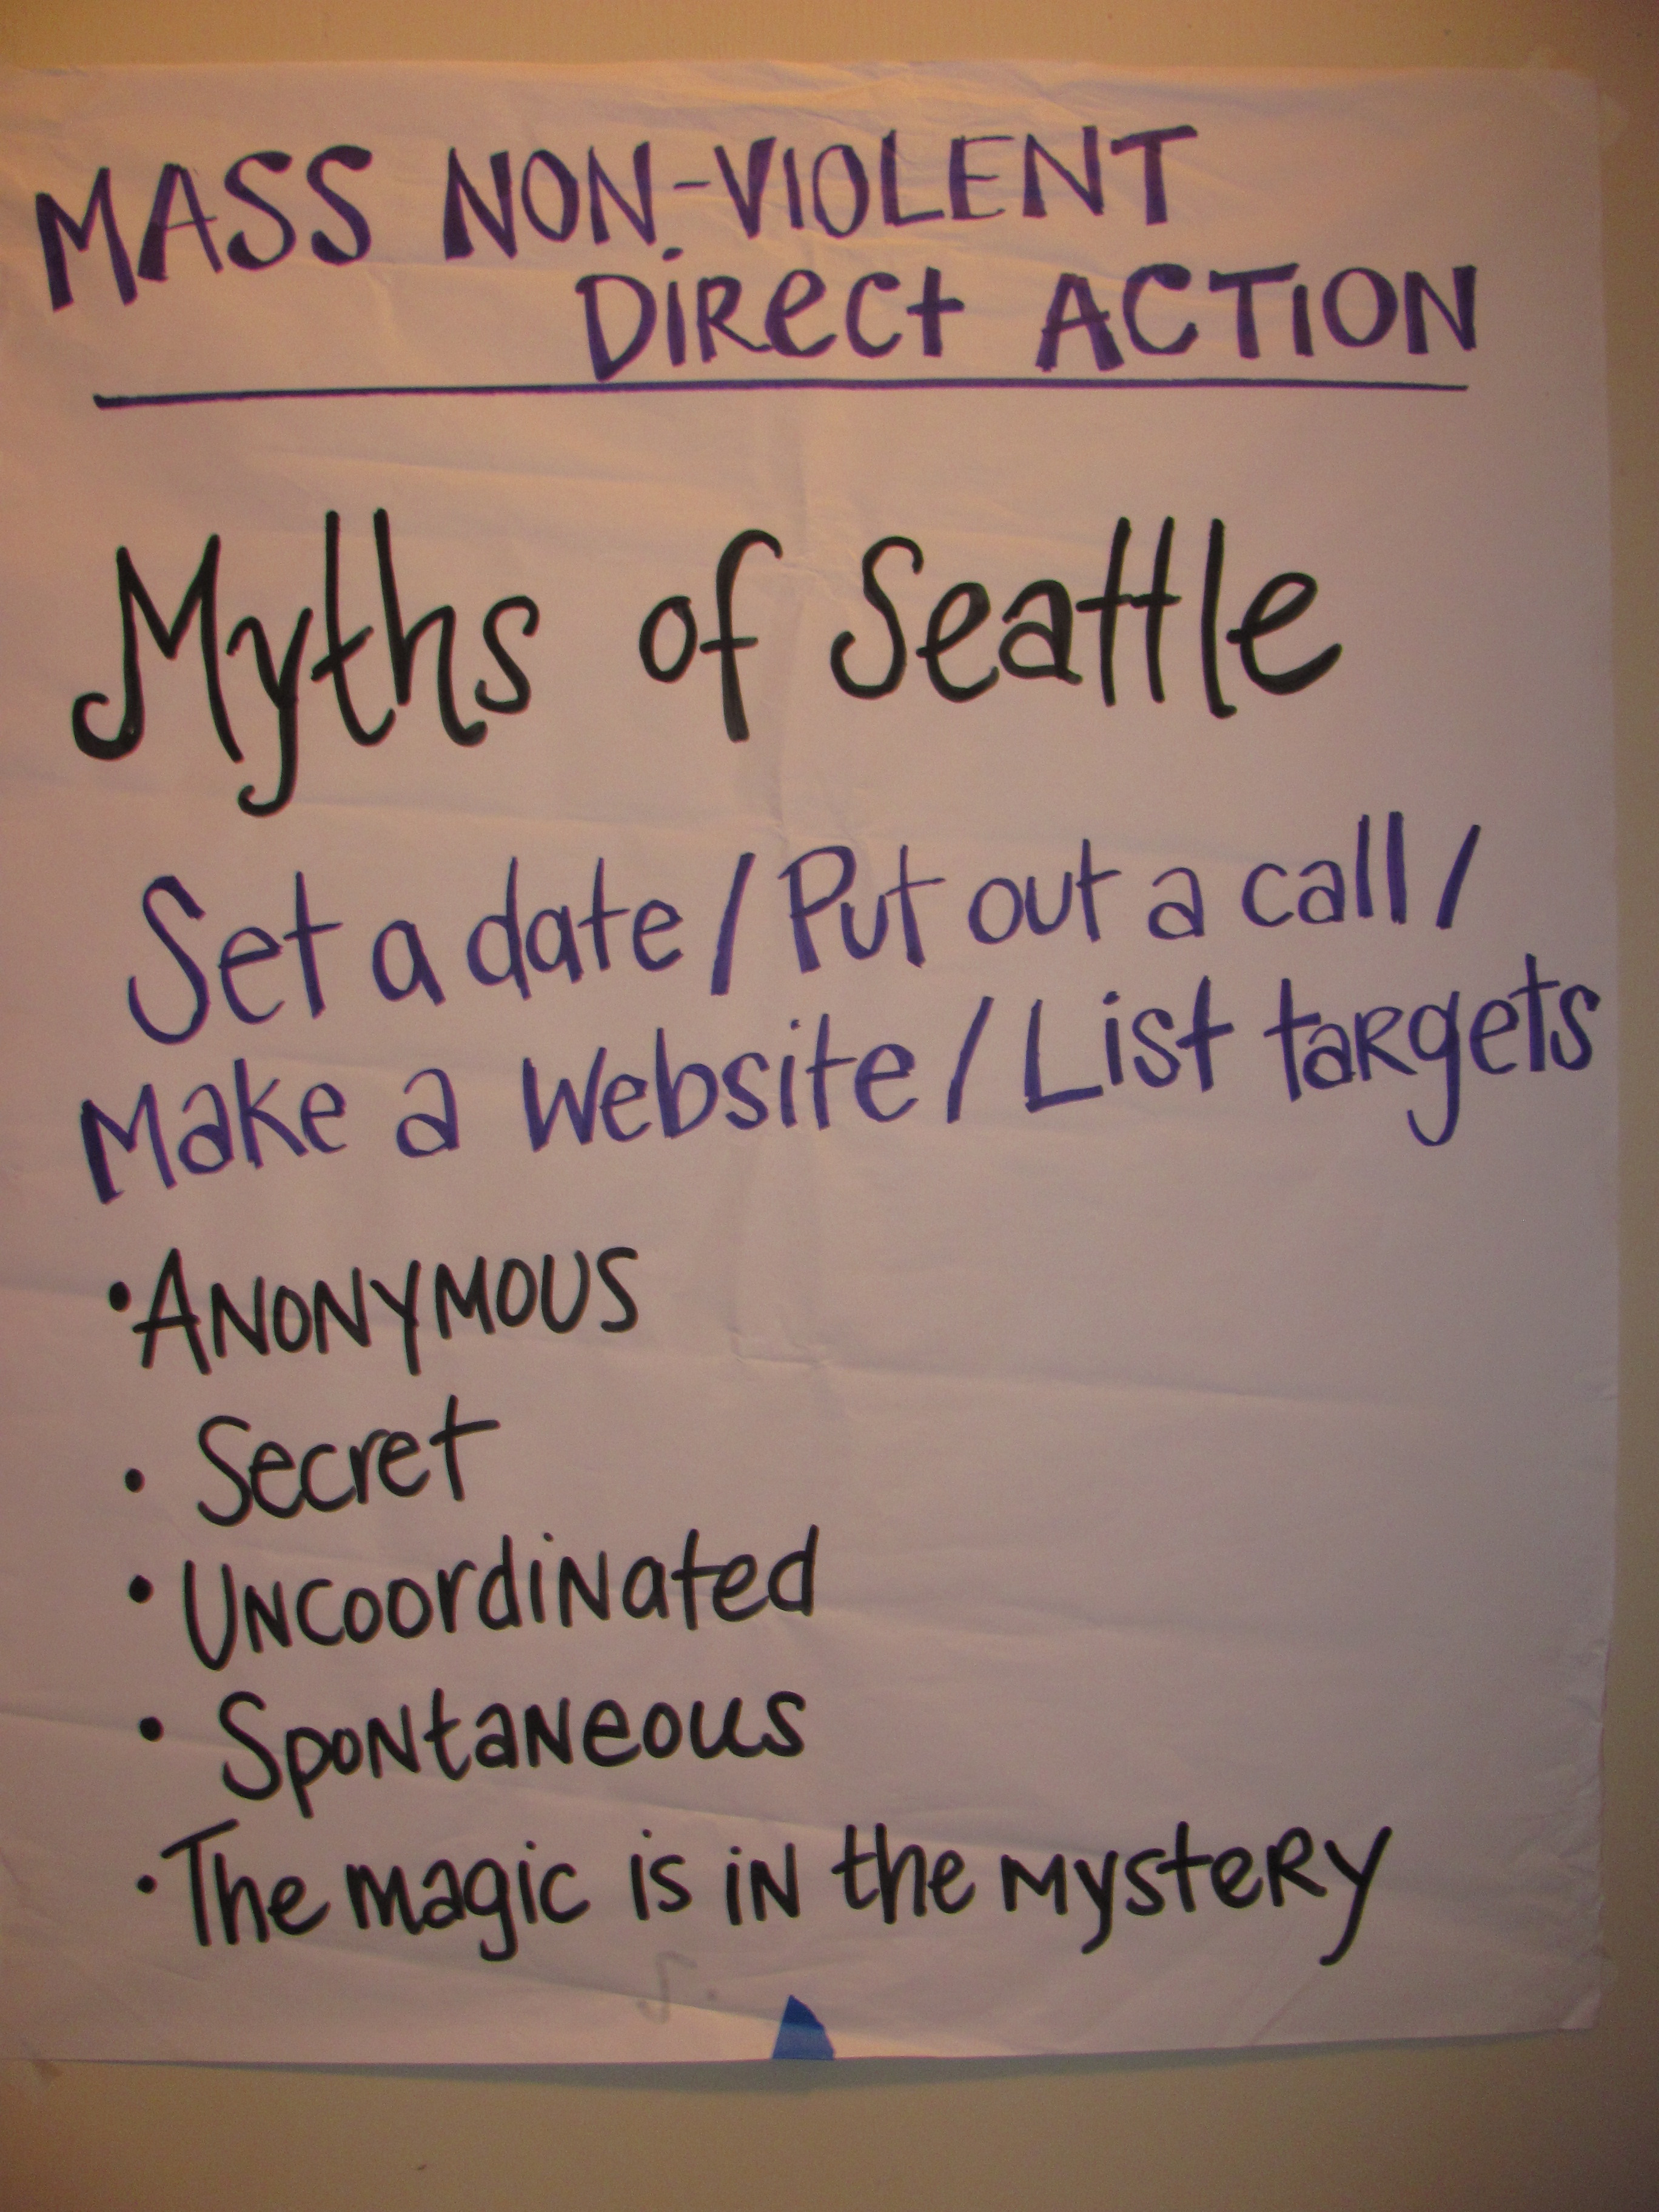 MASS NON-VIOLENT
DiRect ACTiON
Myths of Seattle
Set a date / Put out a call /
Make a Website / List taRgets
• ANONYMOUS
• Secret
• UNcoordiNated
• SpoNtaNeous
• The magic is iN the MysteRy